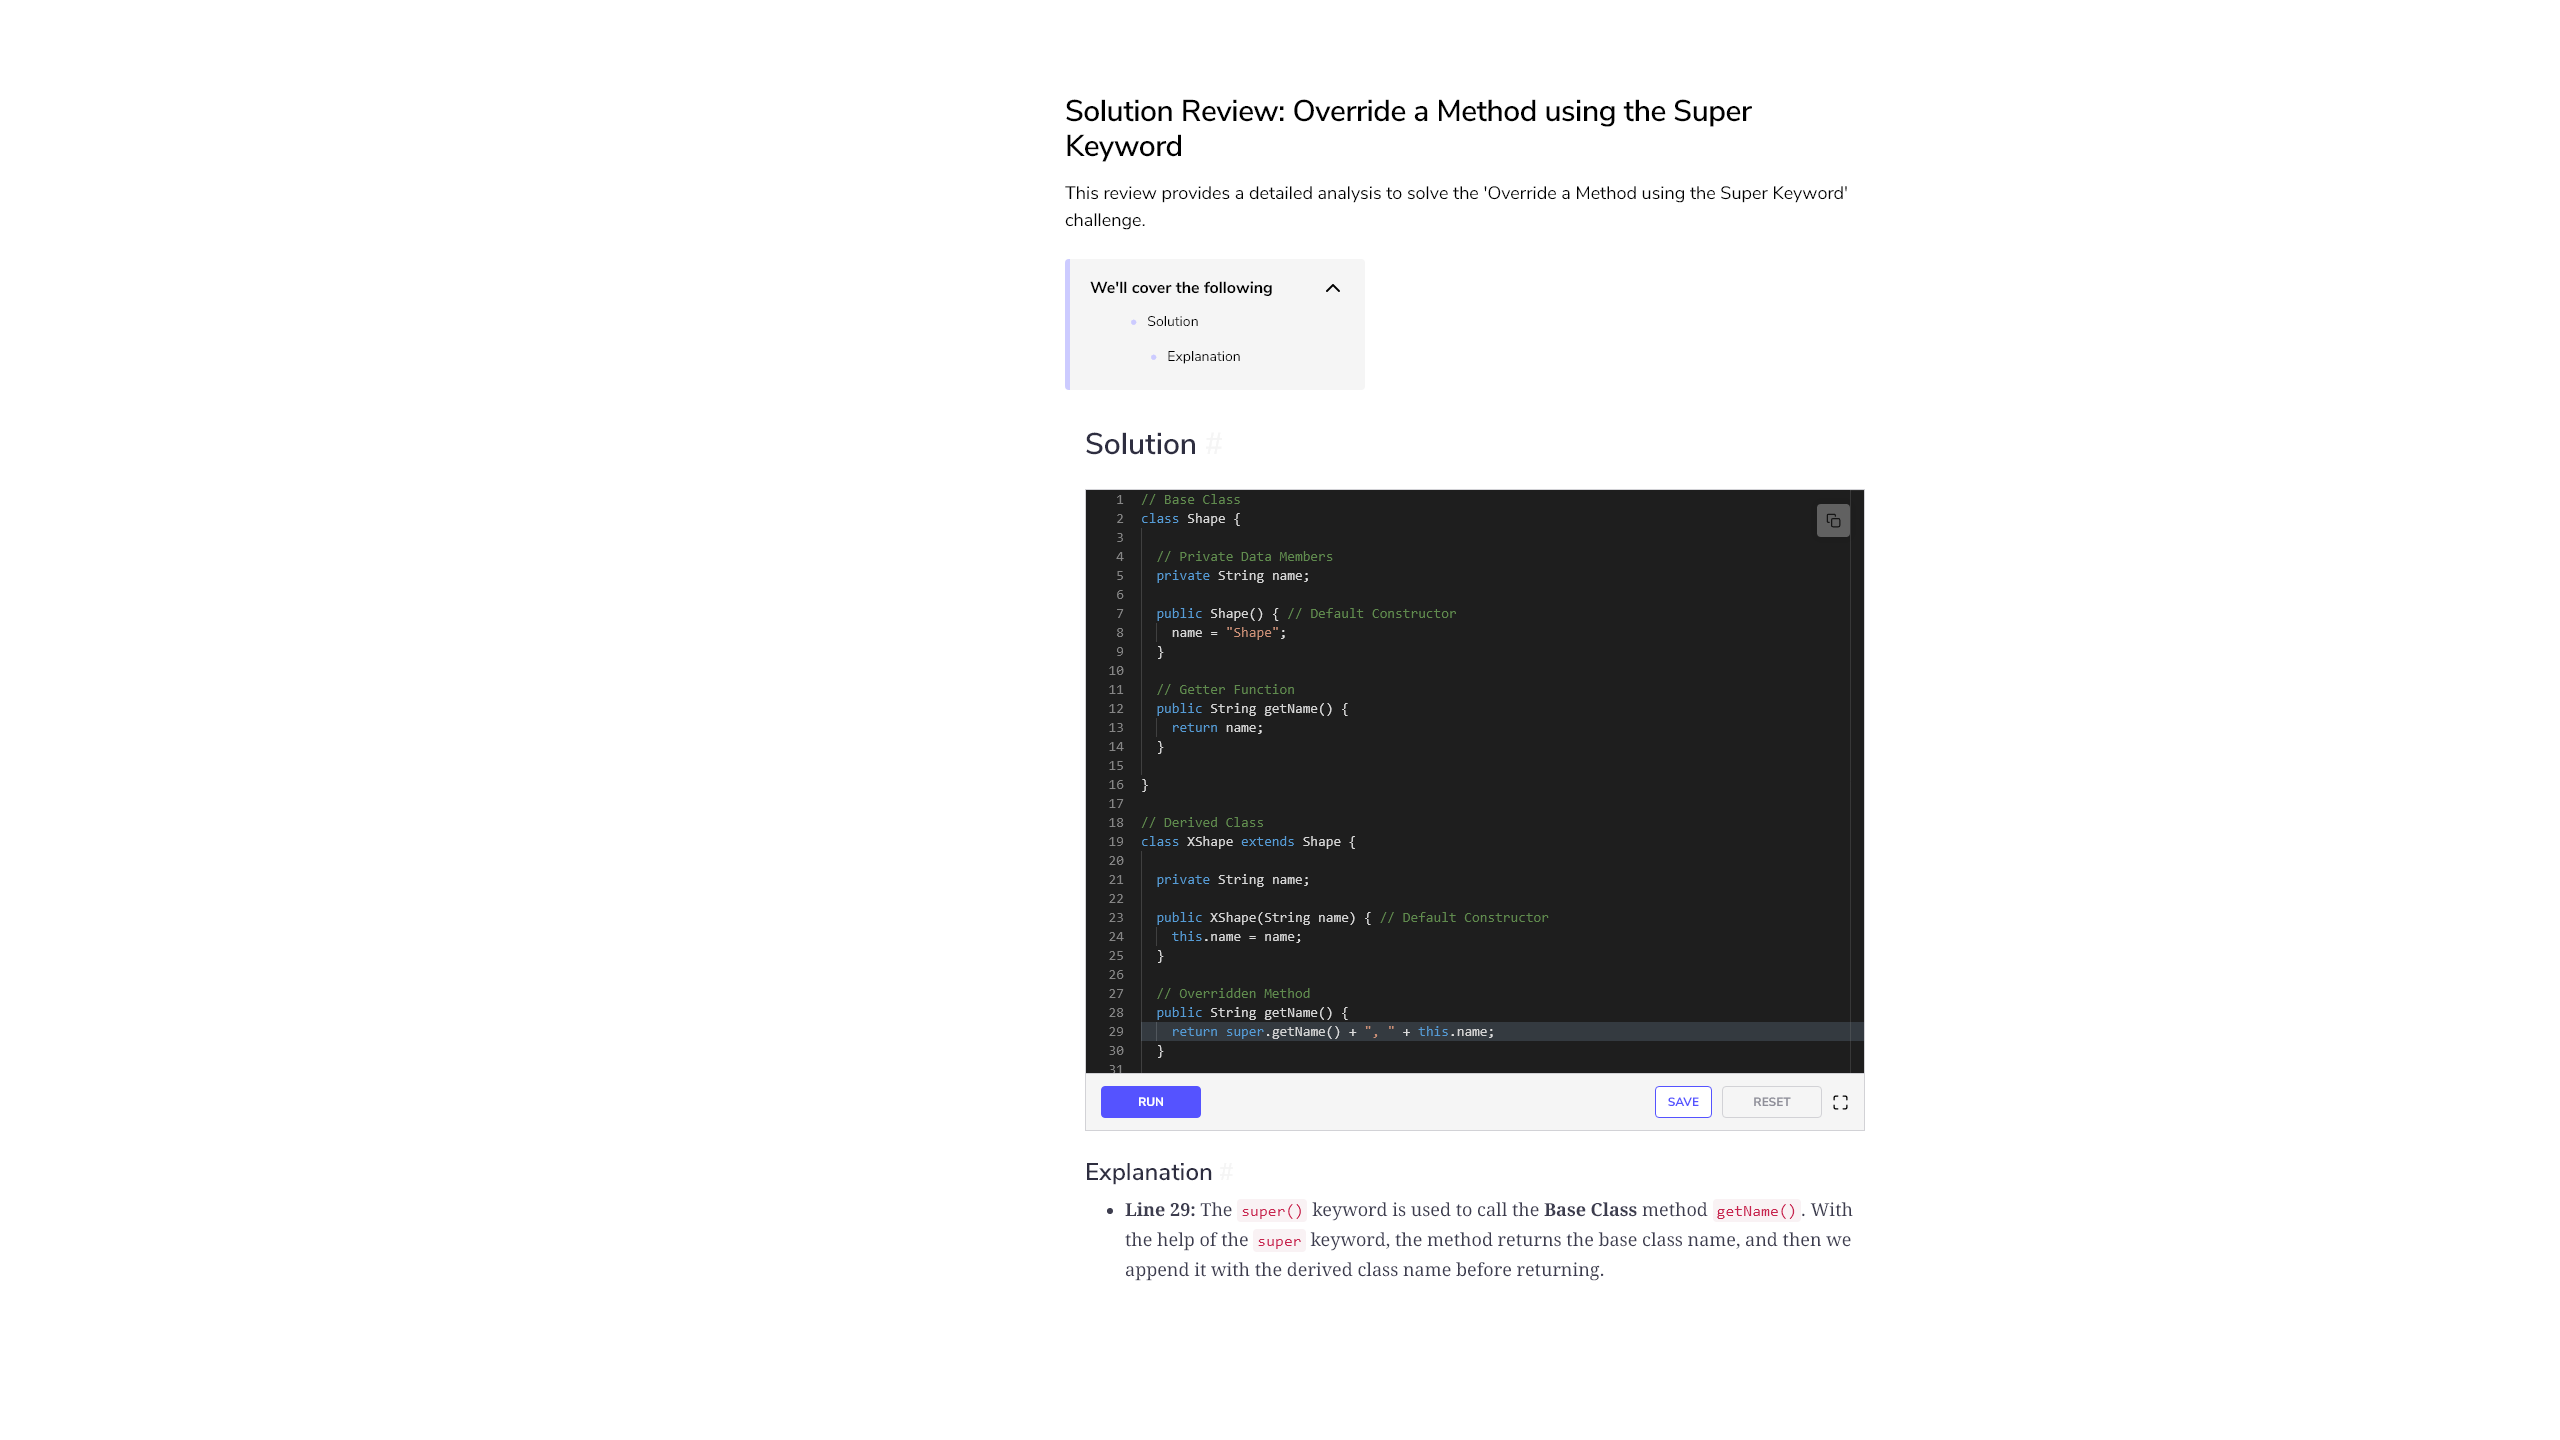 Solution Review: Override a Method using the Super
Keyword
This review provides a detailed analysis to solve the 'Override a Method using the Super Keyword'
challenge.
We'll cover the following
Solution
Explanation
Solution #
1 // Base Class
2 class Shape {
3
4 // Private Data Members
5 private String name;
6
7 public Shape() { // Default Constructor
8 name = "Shape";
9 }
10
11 // Getter Function
12 public String getName() {
13 return name;
14 }
15
16 }
17
18 // Derived Class
19 class XShape extends Shape {
20
21 private String name;
22
23 public XShape(String name) { // Default Constructor
24 this.name = name;
25 }
26
27 // Overridden Method
28 public String getName() {
29 return super.getName() + ", " + this.name;
30 }
31
RUN
SAVE
RESET
Explanation #
• Line 29: The super() keyword is used to call the Base Class method getName(). With
the help of the super keyword, the method returns the base class name, and then we
append it with the derived class name before returning.